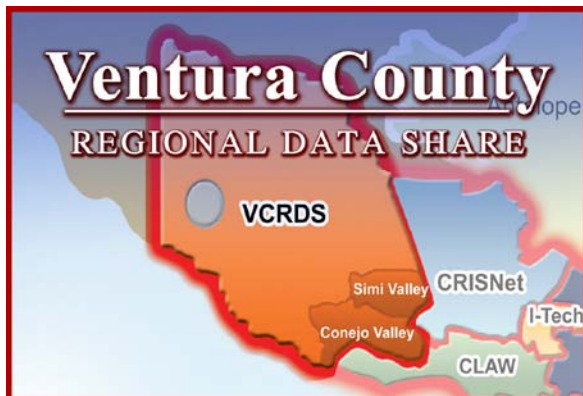 Ventura County
REGIONAL DATA SHARE
VCRDS
Simi Valley
CRISNet
I-Tech
Conejo Valley
CLAW